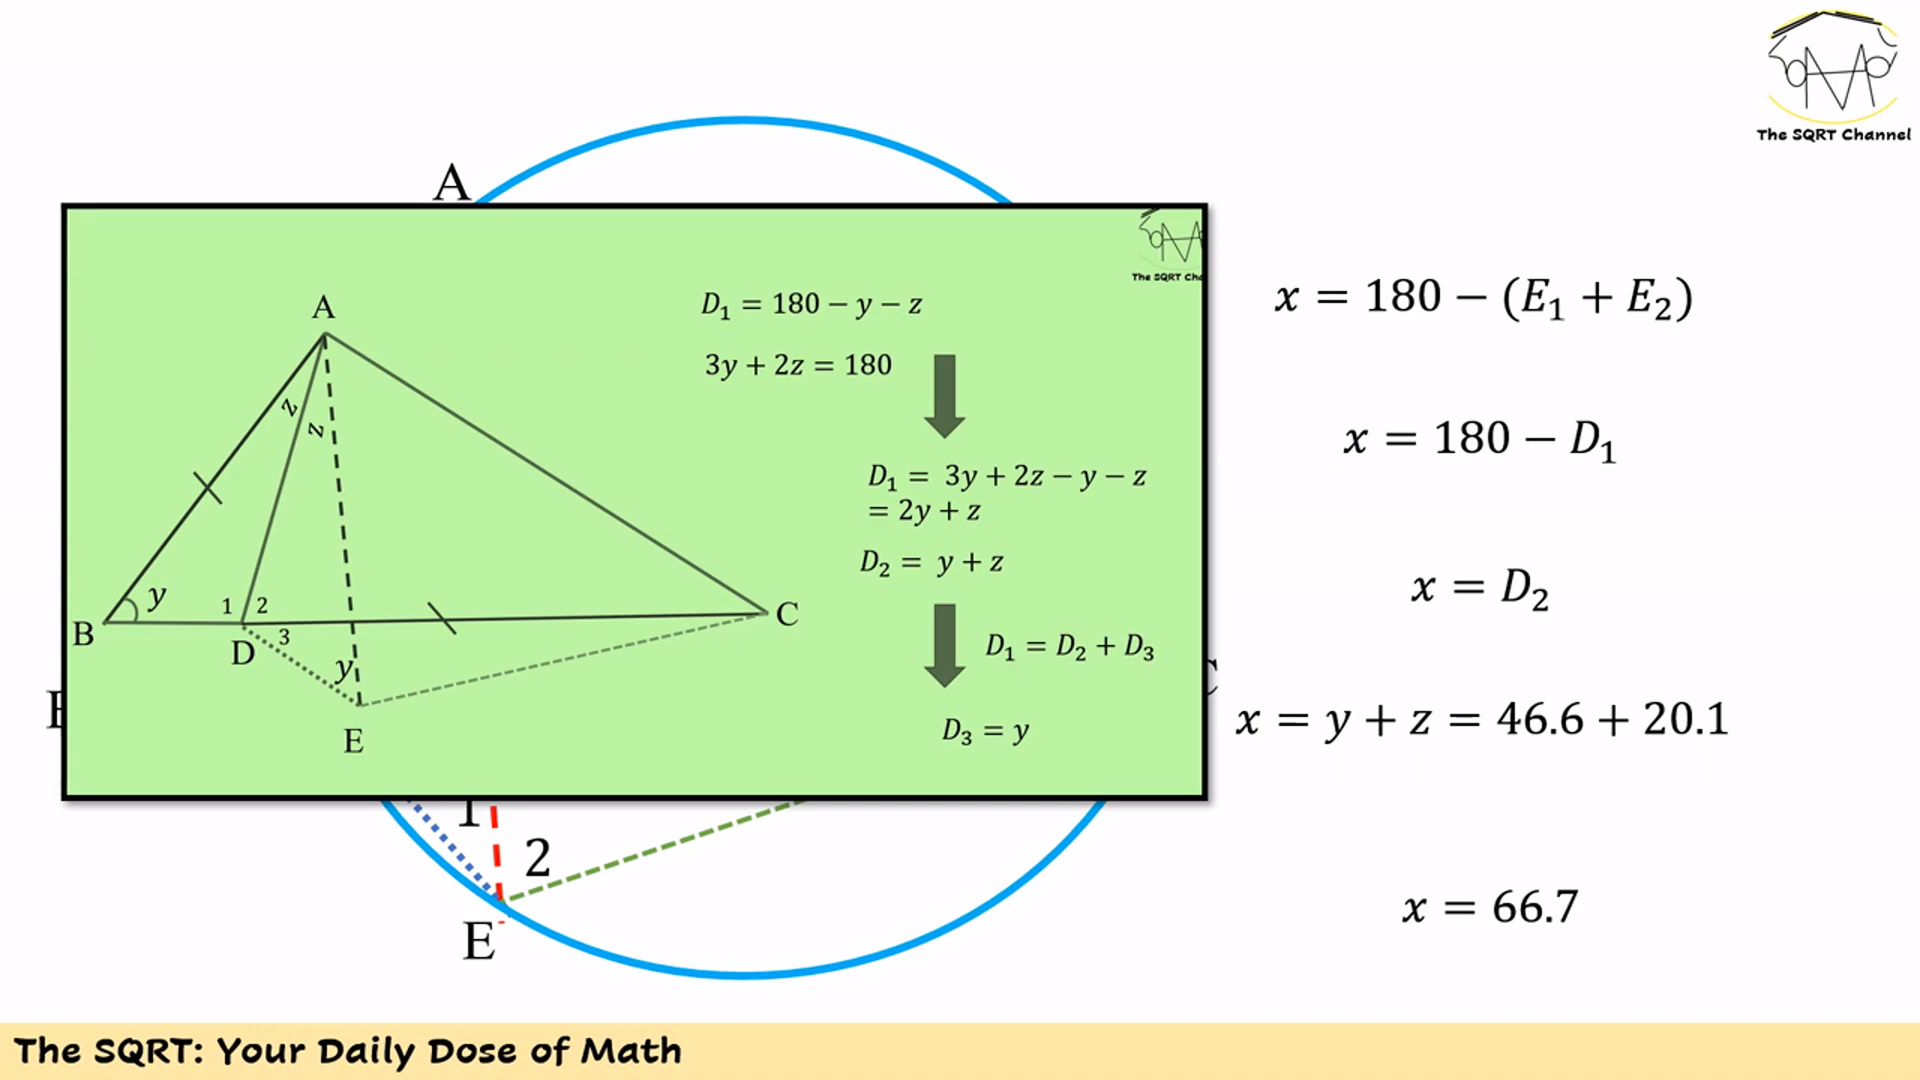 The SQRT Channel
A
The SQRT Cha
A
D₁ = 180 − y − z
3y + 2z = 180
x = 180 − (E₁ + E₂)
z
z
x = 180 − D₁
D₁ = 3y + 2z − y − z
= 2y + z
D₂ = y + z
x = D₂
y
1
2
B
D
3
C
D₁ = D₂ + D₃
y
E
D₃ = y
x = y + z = 46.6 + 20.1
1
2
E
x = 66.7
The SQRT: Your Daily Dose of Math